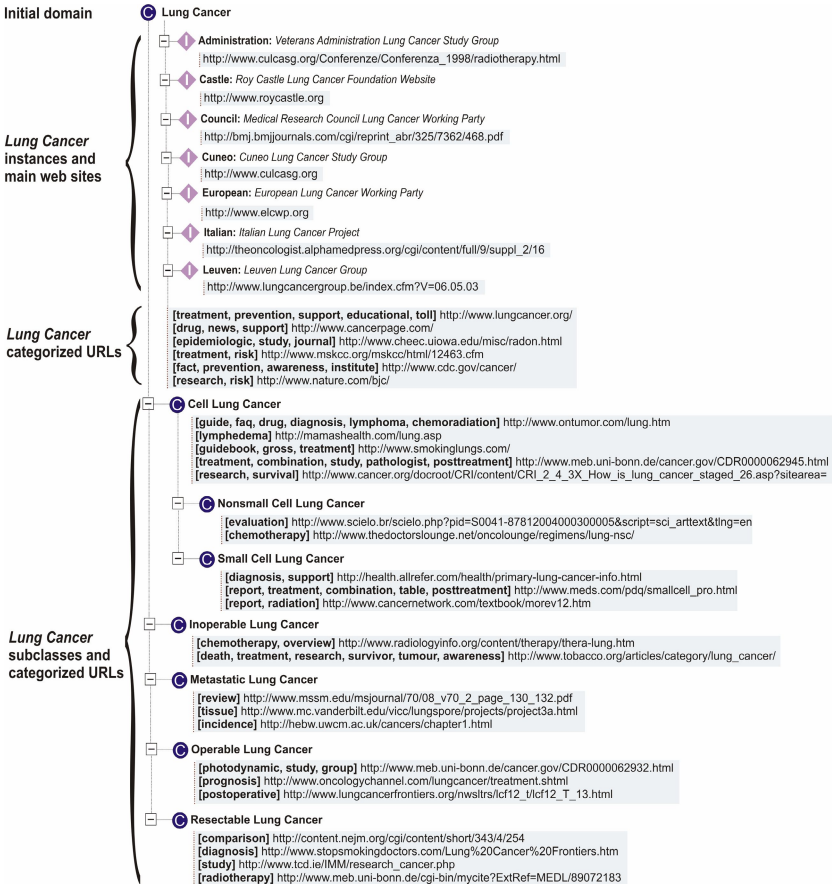 Initial domain
C Lung Cancer
I Administration: Veterans Administration Lung Cancer Study Group
http://www.culcasg.org/Conferenze/Conferenza_1998/radiotherapy.html
I Castle: Roy Castle Lung Cancer Foundation Website
http://www.roycastle.org
I Council: Medical Research Council Lung Cancer Working Party
http://bmj.bmjjournals.com/cgi/reprint_abr/325/7362/468.pdf
Lung Cancer
instances and
main web sites
I Cuneo: Cuneo Lung Cancer Study Group
http://www.culcasg.org
I European: European Lung Cancer Working Party
http://www.elcwp.org
I Italian: Italian Lung Cancer Project
http://theoncologist.alphamedpress.org/cgi/content/full/9/suppl_2/16
I Leuven: Leuven Lung Cancer Group
http://www.lungcancergroup.be/index.cfm?V=06.05.03
Lung Cancer
categorized URLs
[treatment, prevention, support, educational, toll] http://www.lungcancer.org/
[drug, news, support] http://www.cancerpage.com/
[epidemiologic, study, journal] http://www.cheec.uiowa.edu/misc/radon.html
[treatment, risk] http://www.mskcc.org/mskcc/html/12463.cfm
[fact, prevention, awareness, institute] http://www.cdc.gov/cancer/
[research, risk] http://www.nature.com/bjc/
C Cell Lung Cancer
[guide, faq, drug, diagnosis, lymphoma, chemoradiation] http://www.ontumor.com/lung.htm
[lymphedema] http://mamashealth.com/lung.asp
[guidebook, gross, treatment] http://www.smokinglungs.com/
[treatment, combination, study, pathologist, posttreatment] http://www.meb.uni-bonn.de/cancer.gov/CDR0000062945.html
[research, survival] http://www.cancer.org/docroot/CRI/content/CRI_2_4_3X_How_is_lung_cancer_staged_26.asp?sitearea=
C Nonsmall Cell Lung Cancer
[evaluation] http://www.scielo.br/scielo.php?pid=S0041-87812004000300005&script=sci_arttext&tlng=en
[chemotherapy] http://www.thedoctorslounge.net/oncolounge/regimens/lung-nsc/
C Small Cell Lung Cancer
[diagnosis, support] http://health.allrefer.com/health/primary-lung-cancer-info.html
[report, treatment, combination, table, posttreatment] http://www.meds.com/pdq/smallcell_pro.html
[report, radiation] http://www.cancernetwork.com/textbook/morev12.htm
Lung Cancer
subclasses and
categorized URLs
C Inoperable Lung Cancer
[chemotherapy, overview] http://www.radiologyinfo.org/content/therapy/thera-lung.htm
[death, treatment, research, survivor, tumour, awareness] http://www.tobacco.org/articles/category/lung_cancer/
C Metastatic Lung Cancer
[review] http://www.mssm.edu/msjournal/70/08_v70_2_page_130_132.pdf
[tissue] http://www.mc.vanderbilt.edu/vicc/lungspore/projects/project3a.html
[incidence] http://hebw.uwcm.ac.uk/cancers/chapter1.html
C Operable Lung Cancer
[photodynamic, study, group] http://www.meb.uni-bonn.de/cancer.gov/CDR0000062932.html
[prognosis] http://www.oncologychannel.com/lungcancer/treatment.shtml
[postoperative] http://www.lungcancerfrontiers.org/nwsltrs/lcf12_t/lcf12_T_13.html
C Resectable Lung Cancer
[comparison] http://content.nejm.org/cgi/content/short/343/4/254
[diagnosis] http://www.stopsmokingdoctors.com/Lung%20Cancer%20Frontiers.htm
[study] http://www.tcd.ie/IMM/research_cancer.php
[radiotherapy] http://www.meb.uni-bonn.de/cgi-bin/mycite?ExtRef=MEDL/89072183